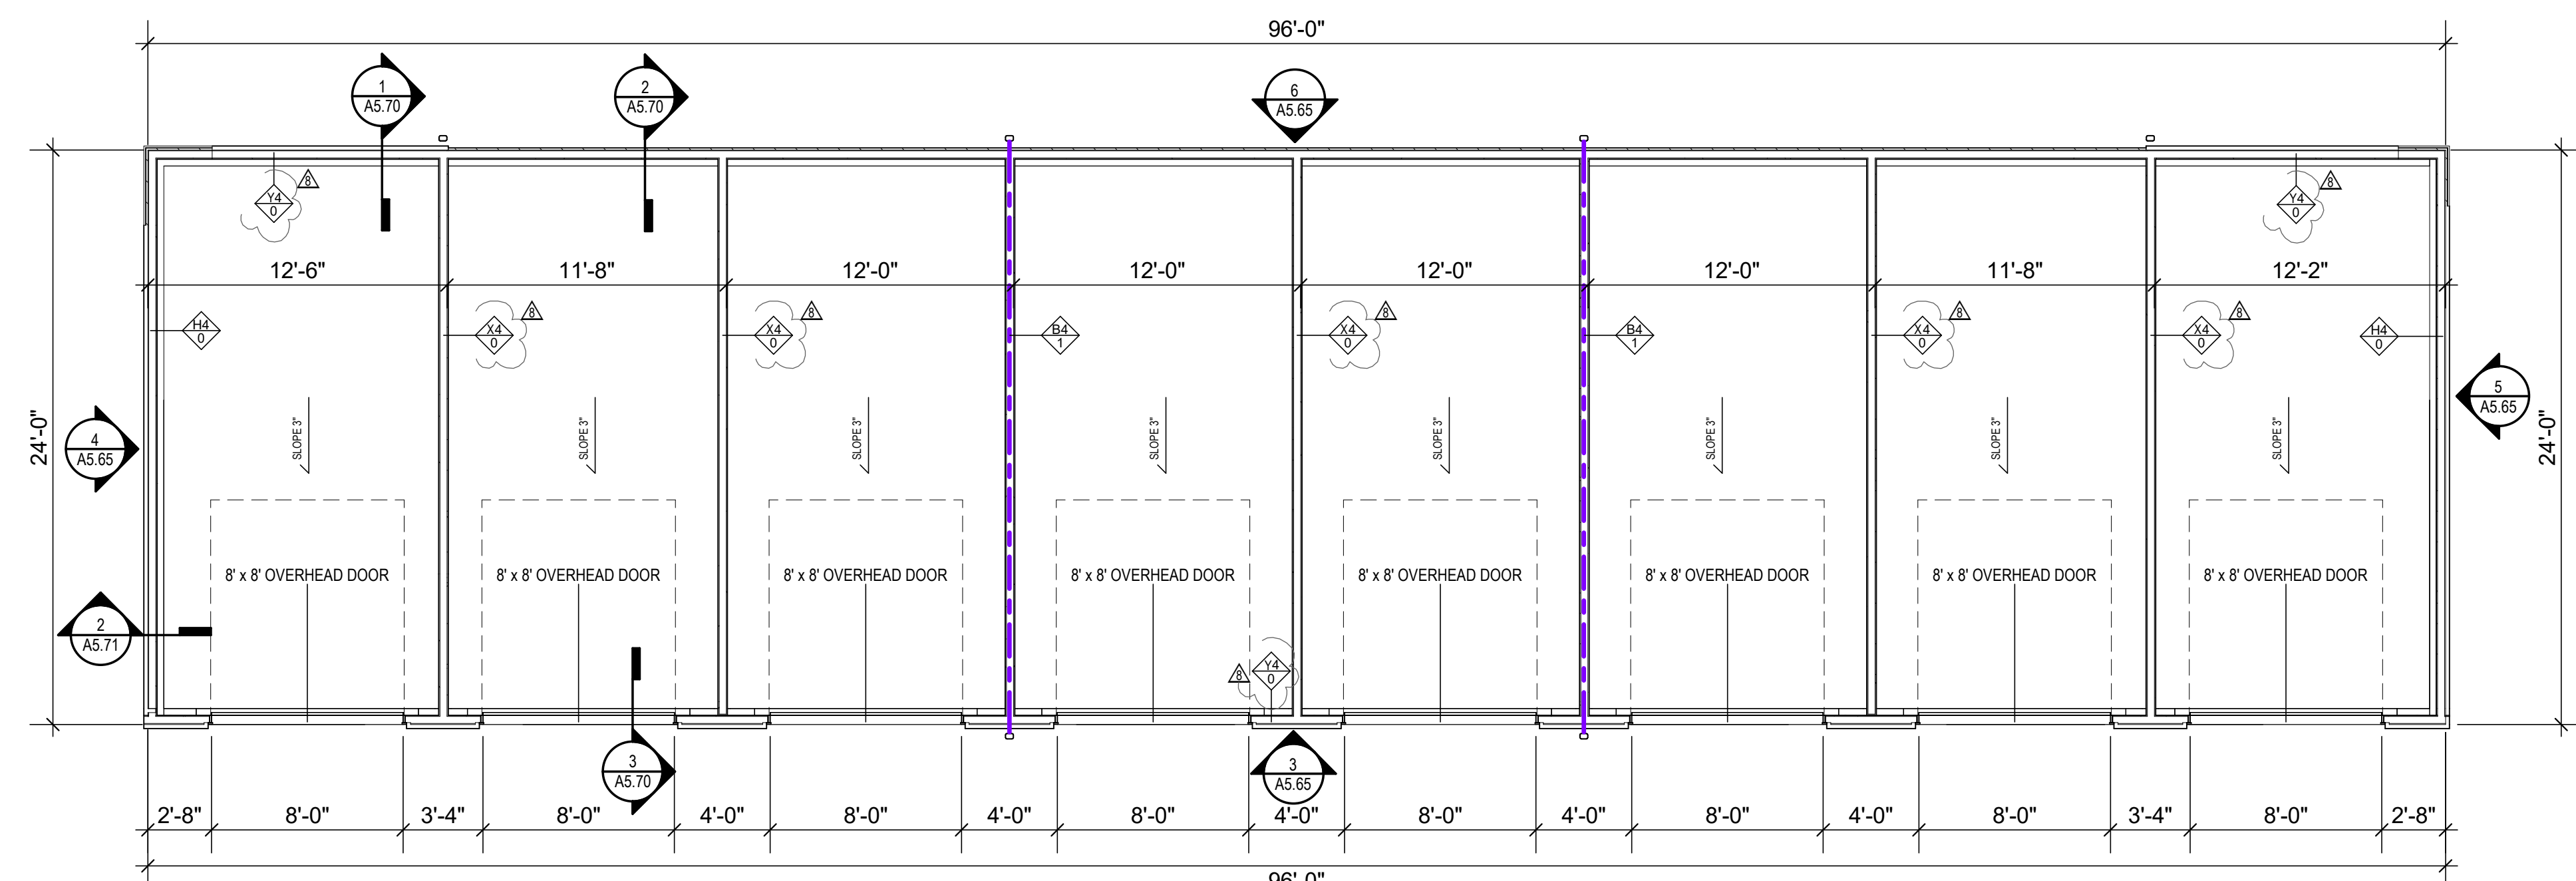 96'-0"
1
A5.70
2
A5.70
6
A5.65
Y4
0
8
Y4
0
8
12'-6"
11'-8"
12'-0"
12'-0"
12'-0"
12'-0"
11'-8"
12'-2"
H4
0
X4
0
8
X4
0
8
B4
1
X4
0
8
B4
1
X4
0
8
X4
0
8
H4
0
24'-0"
4
A5.65
SLOPE 3"
SLOPE 3"
SLOPE 3"
SLOPE 3"
SLOPE 3"
SLOPE 3"
SLOPE 3"
SLOPE 3"
5
A5.65
24'-0"
8' x 8' OVERHEAD DOOR
8' x 8' OVERHEAD DOOR
8' x 8' OVERHEAD DOOR
8' x 8' OVERHEAD DOOR
8' x 8' OVERHEAD DOOR
8' x 8' OVERHEAD DOOR
8' x 8' OVERHEAD DOOR
8' x 8' OVERHEAD DOOR
2
A5.71
8
Y4
0
3
A5.70
3
A5.65
2'-8"
8'-0"
3'-4"
8'-0"
4'-0"
8'-0"
4'-0"
8'-0"
4'-0"
8'-0"
4'-0"
8'-0"
4'-0"
8'-0"
3'-4"
8'-0"
2'-8"
96'-0"